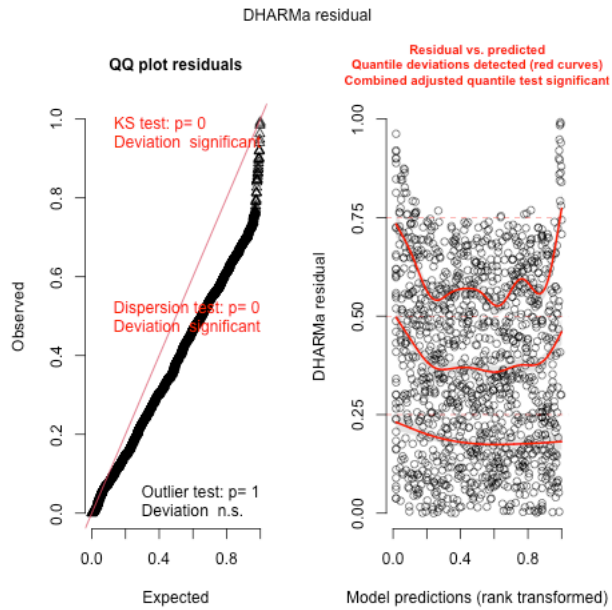 DHARMa residual
QQ plot residuals
KS test: p= 0
Deviation significant
Dispersion test: p= 0
Deviation significant
Outlier test: p= 1
Deviation n.s.
Observed
0.0
0.2
0.4
0.6
0.8
1.0
0.0
0.4
0.8
Expected
Residual vs. predicted
Quantile deviations detected (red curves)
Combined adjusted quantile test significant
DHARMa residual
0.00
0.25
0.50
0.75
1.00
0.0
0.4
0.8
Model predictions (rank transformed)